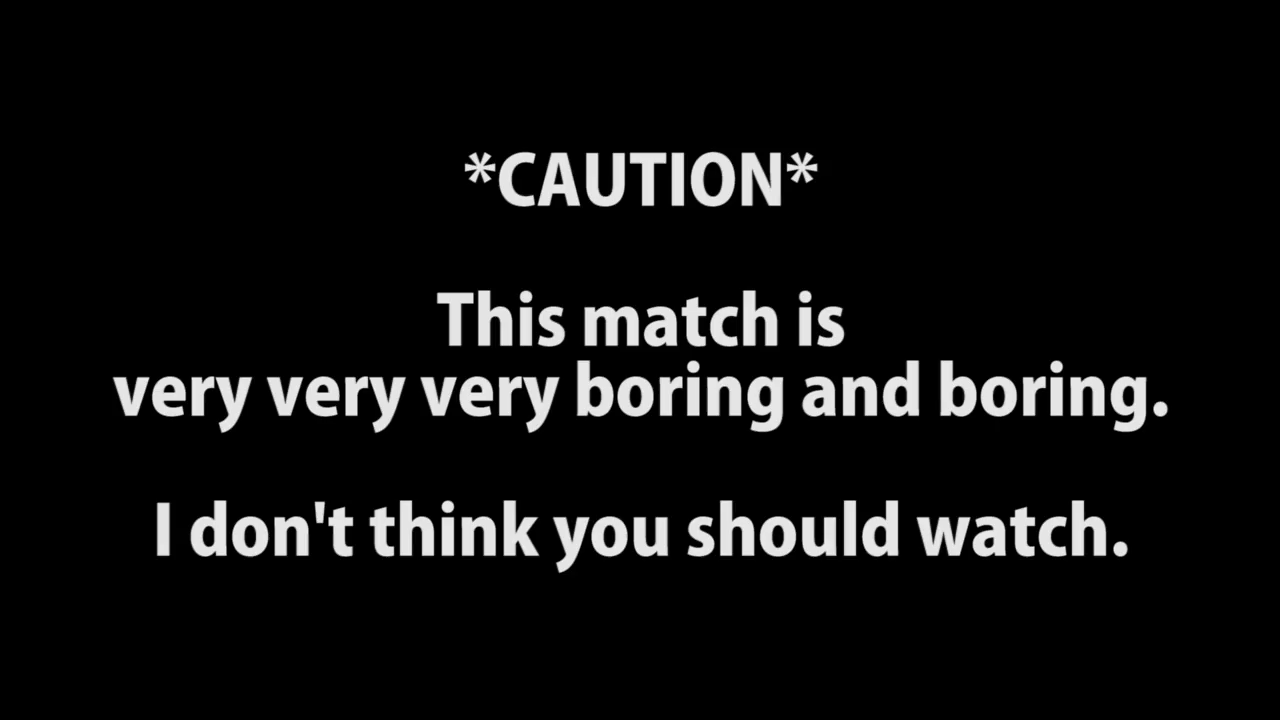 *CAUTION*
This match is
very very very boring and boring.
I don't think you should watch.